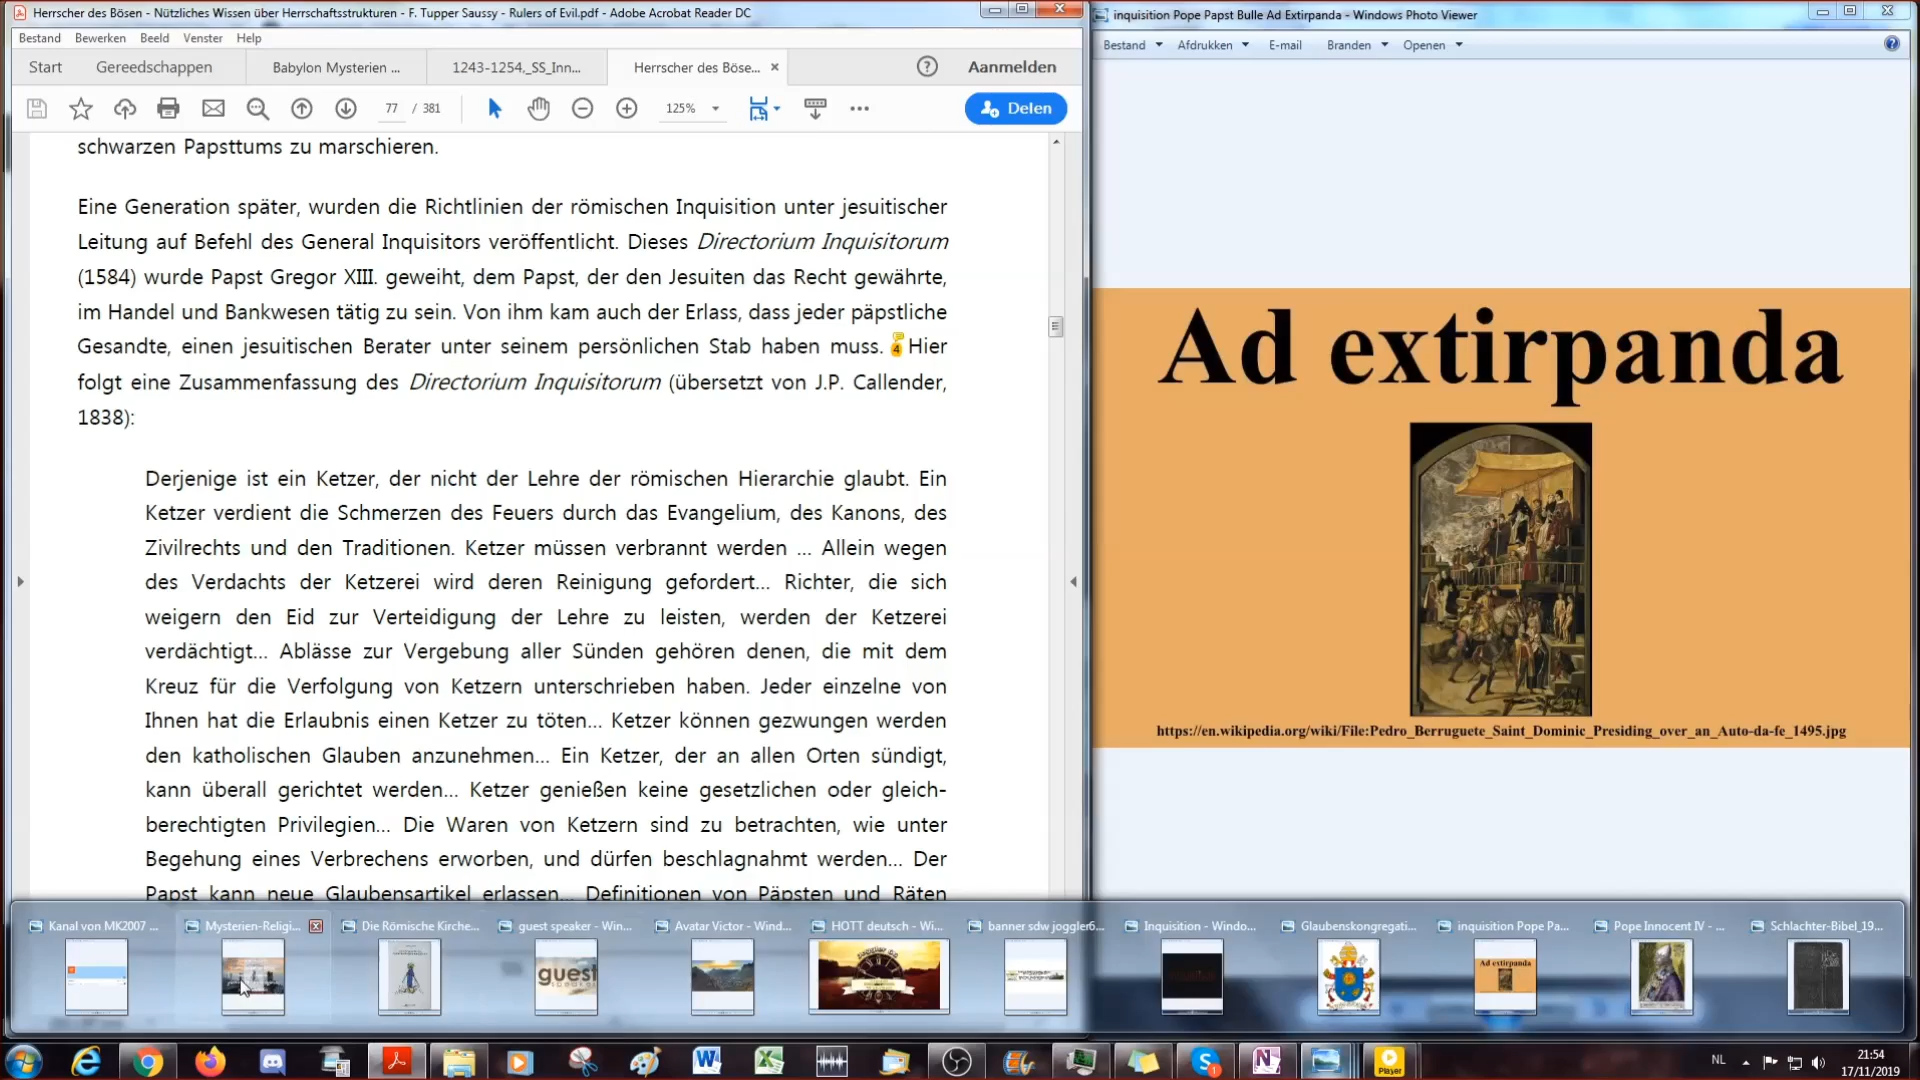 Herrscher des Bösen - Nützliches Wissen über Herrschaftsstrukturen - F. Tupper Saussy - Rulers of Evil.pdf - Adobe Acrobat Reader DC
Bestand Bewerken Beeld Venster Help
Start Gereedschappen Babylon Mysterien ... 1243-1254,_SS_Inn... Herrscher des Böse... × Aanmelden
77 / 381 125% Delen
schwarzen Papsttums zu marschieren.
Eine Generation später, wurden die Richtlinien der römischen Inquisition unter jesuitischer
Leitung auf Befehl des General Inquisitors veröffentlicht. Dieses Directorium Inquisitorum
(1584) wurde Papst Gregor XIII. geweiht, dem Papst, der den Jesuiten das Recht gewährte,
im Handel und Bankwesen tätig zu sein. Von ihm kam auch der Erlass, dass jeder päpstliche
Gesandte, einen jesuitischen Berater unter seinem persönlichen Stab haben muss. 4 Hier
folgt eine Zusammenfassung des Directorium Inquisitorum (übersetzt von J.P. Callender,
1838):
Derjenige ist ein Ketzer, der nicht der Lehre der römischen Hierarchie glaubt. Ein
Ketzer verdient die Schmerzen des Feuers durch das Evangelium, des Kanons, des
Zivilrechts und den Traditionen. Ketzer müssen verbrannt werden ... Allein wegen
des Verdachts der Ketzerei wird deren Reinigung gefordert... Richter, die sich
weigern den Eid zur Verteidigung der Lehre zu leisten, werden der Ketzerei
verdächtigt... Ablässe zur Vergebung aller Sünden gehören denen, die mit dem
Kreuz für die Verfolgung von Ketzern unterschrieben haben. Jeder einzelne von
Ihnen hat die Erlaubnis einen Ketzer zu töten... Ketzer können gezwungen werden
den katholischen Glauben anzunehmen... Ein Ketzer, der an allen Orten sündigt,
kann überall gerichtet werden... Ketzer genießen keine gesetzlichen oder gleich-
berechtigten Privilegien... Die Waren von Ketzern sind zu betrachten, wie unter
Begehung eines Verbrechens erworben, und dürfen beschlagnahmt werden... Der
Papst kann neue Glaubensartikel erlassen... Definitionen von Päpsten und Räten
inquisition Pope Papst Bulle Ad Extirpanda - Windows Photo Viewer
Bestand Afdrukken E-mail Branden Openen
Ad extirpanda
https://en.wikipedia.org/wiki/File:Pedro_Berruguete_Saint_Dominic_Presiding_over_an_Auto-da-fe_1495.jpg
Kanal von MK2007 ... Mysterien-Religi... Die Römische Kirche... guest speaker - Win... Avatar Victor - Wind... HOTT deutsch - Wi... banner sdw joggler6... Inquisition - Windo... Glaubenskongregati... inquisition Pope Pa... Pope Innocent IV - ... Schlachter-Bibel_19...
guest
Ad extirpanda
NL 21:54
17/11/2019
Player